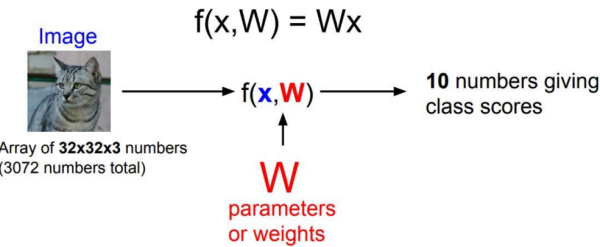 f(x,W) = Wx
Image
f(x,W)
10 numbers giving
class scores
Array of 32x32x3 numbers
(3072 numbers total)
W
parameters
or weights